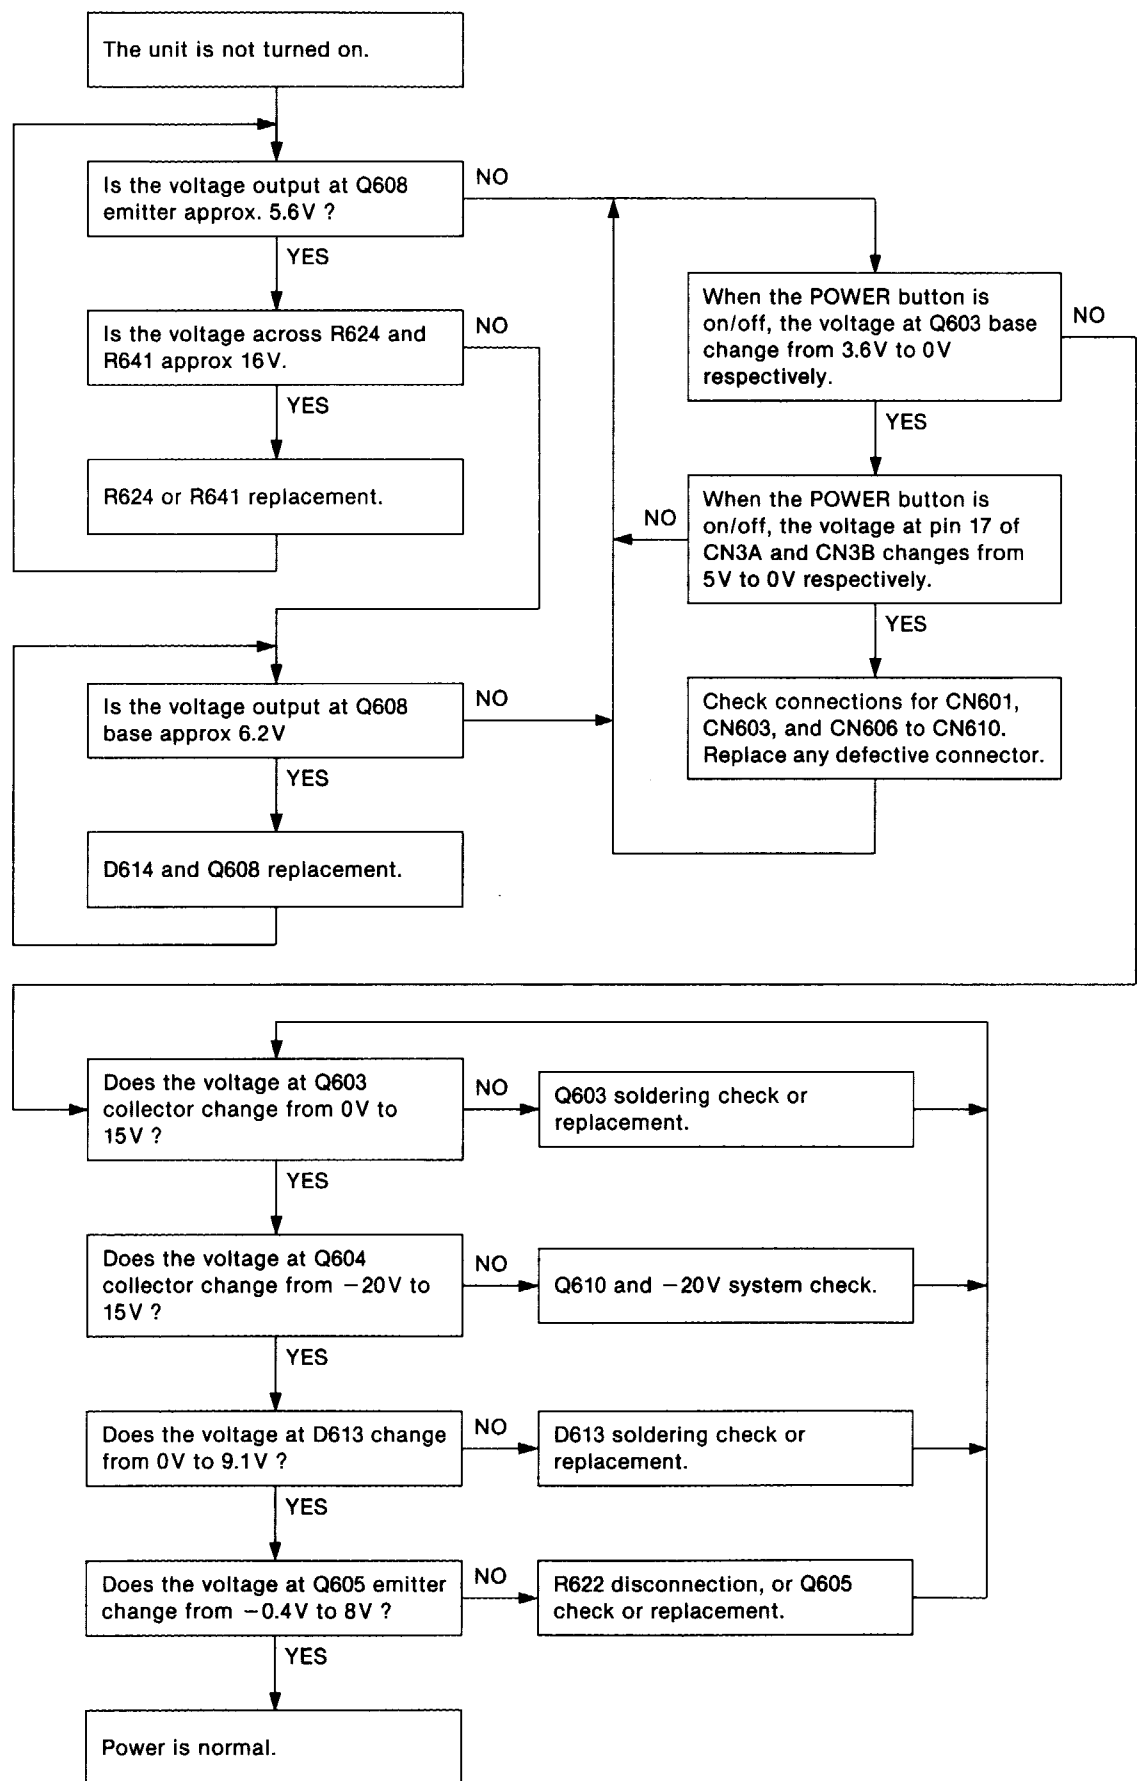 The unit is not turned on.
Is the voltage output at Q608
emitter approx. 5.6V ?
NO
YES
Is the voltage across R624 and
R641 approx 16V.
NO
YES
R624 or R641 replacement.
When the POWER button is
on/off, the voltage at Q603 base
change from 3.6V to 0V
respectively.
NO
YES
When the POWER button is
on/off, the voltage at pin 17 of
CN3A and CN3B changes from
5V to 0V respectively.
NO
YES
Check connections for CN601,
CN603, and CN606 to CN610.
Replace any defective connector.
Is the voltage output at Q608
base approx 6.2V
NO
YES
D614 and Q608 replacement.
Does the voltage at Q603
collector change from 0V to
15V ?
NO
Q603 soldering check or
replacement.
YES
Does the voltage at Q604
collector change from −20V to
15V ?
NO
Q610 and −20V system check.
YES
Does the voltage at D613 change
from 0V to 9.1V ?
NO
D613 soldering check or
replacement.
YES
Does the voltage at Q605 emitter
change from −0.4V to 8V ?
NO
R622 disconnection, or Q605
check or replacement.
YES
Power is normal.